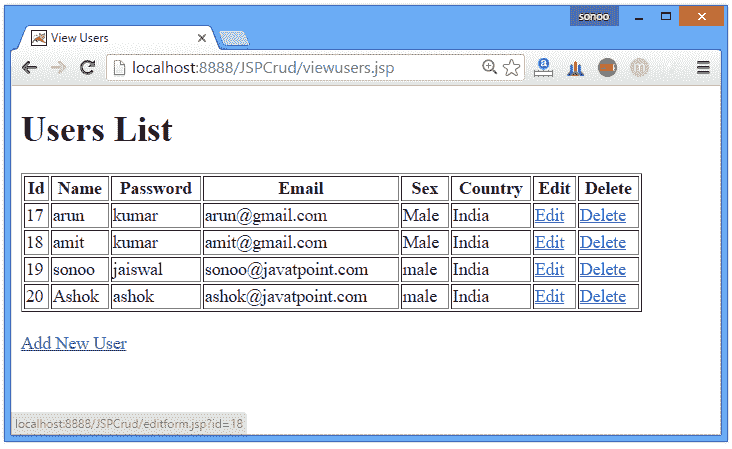 sonoo
View Users
localhost:8888/JSPCrud/viewusers.jsp
Users List
Id Name Password Email Sex Country Edit Delete
17 arun kumar arun@gmail.com Male India Edit Delete
18 amit kumar amit@gmail.com Male India Edit Delete
19 sonoo jaiswal sonoo@javatpoint.com male India Edit Delete
20 Ashok ashok ashok@javatpoint.com male India Edit Delete
Add New User
localhost:8888/JSPCrud/editform.jsp?id=18